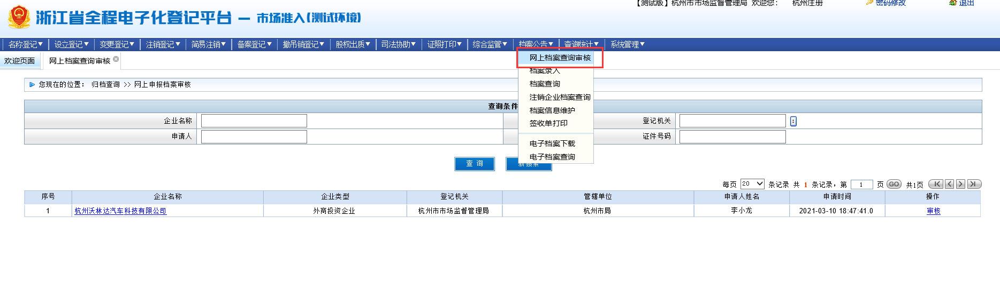 【测试版】杭州市市场监督管理局 欢迎您： 杭州注册 密码修改 退出
浙江省全程电子化登记平台 — 市场准入(测试环境)
名称登记▼ 设立登记▼ 变更登记▼ 注销登记▼ 简易注销▼ 备案登记▼ 撤吊销登记▼ 股权出质▼ 司法协助▼ 证照打印▼ 综合监管▼ 档案公告▼ 查询统计▼ 系统管理▼
欢迎页面 网上档案查询审核
网上档案查询审核
档案录入
档案查询
注销企业档案查询
档案信息维护
签收单打印
电子档案下载
电子档案查询
您现在的位置： 归档查询 >> 网上申报档案审核
查询条件
企业名称 登记机关 :
申请人 证件号码
查 询 新搜索
每页 20 条记录 共 1 条记录，第 1 页 GO 共1页
序号 企业名称 企业类型 登记机关 管辖单位 申请人姓名 申请时间 操作
1 杭州沃林达汽车科技有限公司 外商投资企业 杭州市市场监督管理局 杭州市局 李小龙 2021-03-10 18:47:41.0 审核